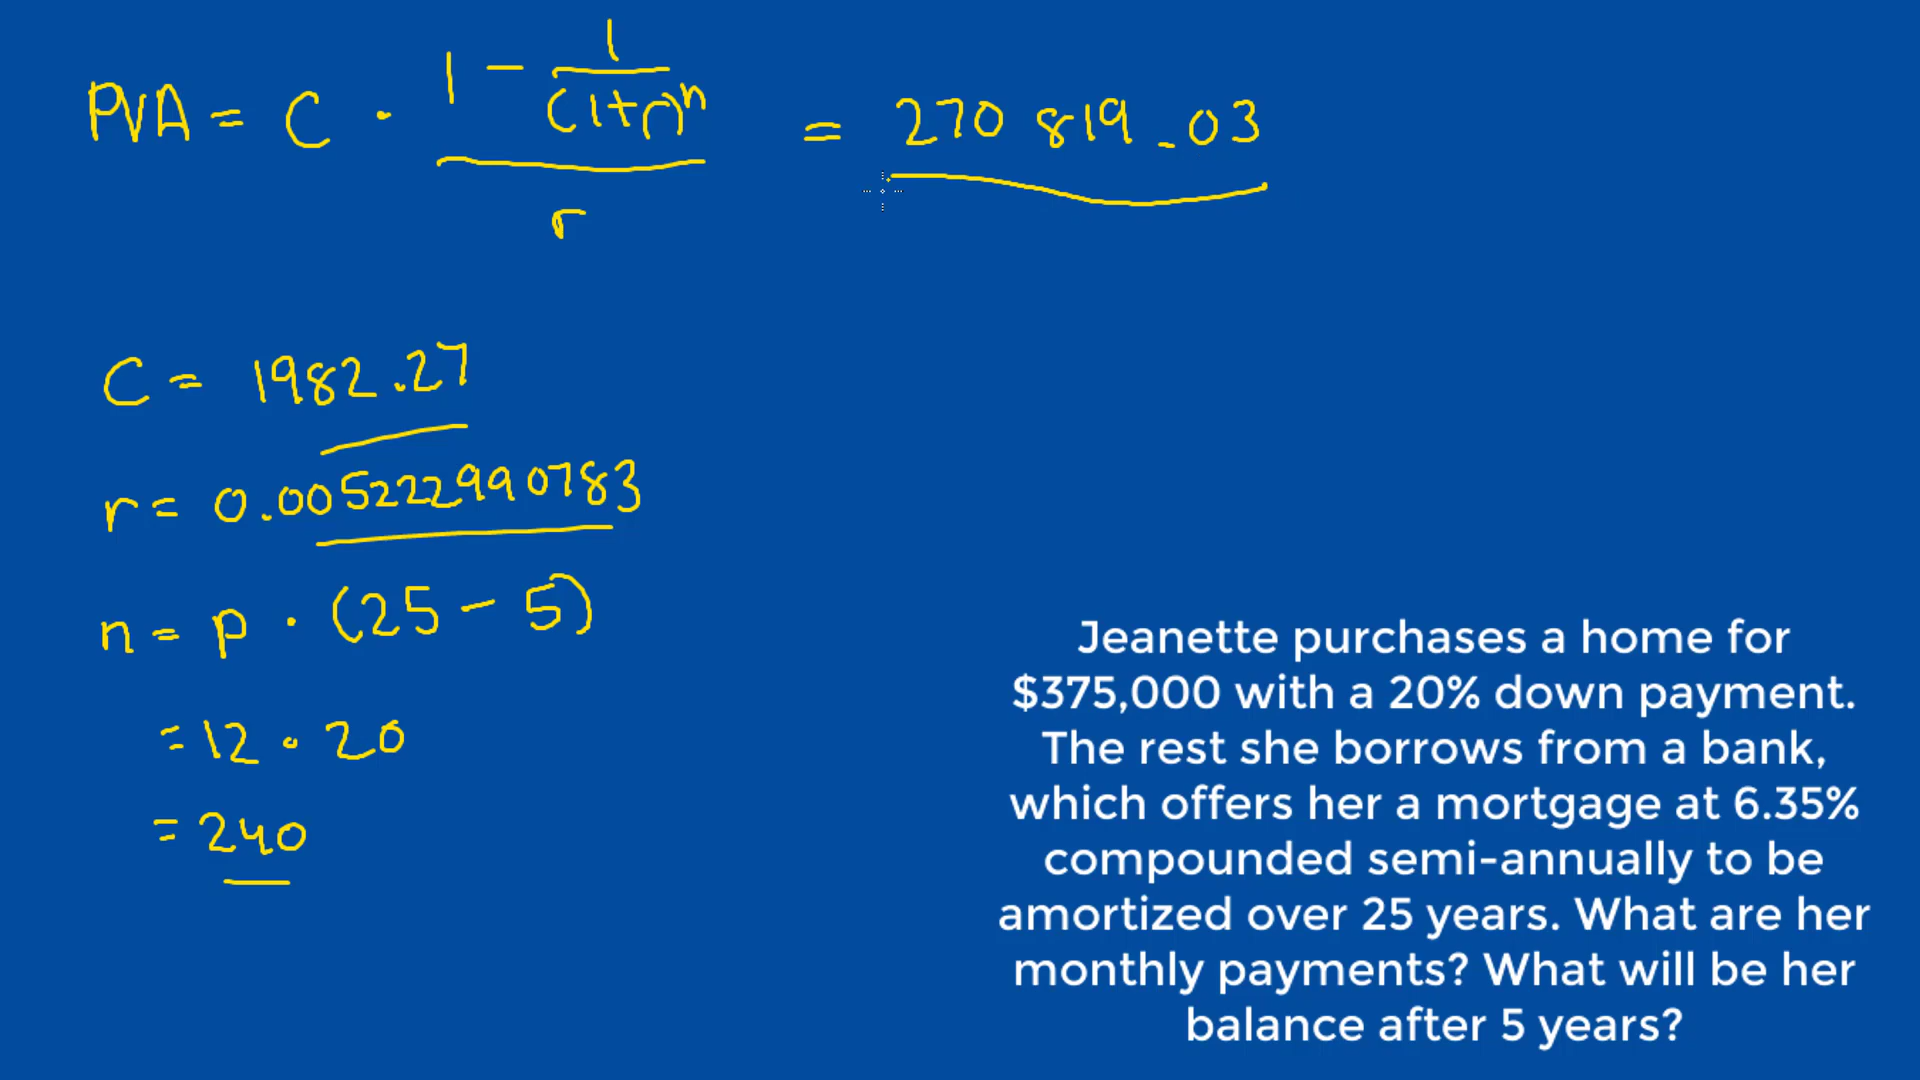 PVA = C · 1 - 1/(1+r)^n / r = 270 819.03
C = 1982.27
r = 0.005222990783
n = p · (25 - 5)
= 12 · 20
= 240
Jeanette purchases a home for
$375,000 with a 20% down payment.
The rest she borrows from a bank,
which offers her a mortgage at 6.35%
compounded semi-annually to be
amortized over 25 years. What are her
monthly payments? What will be her
balance after 5 years?